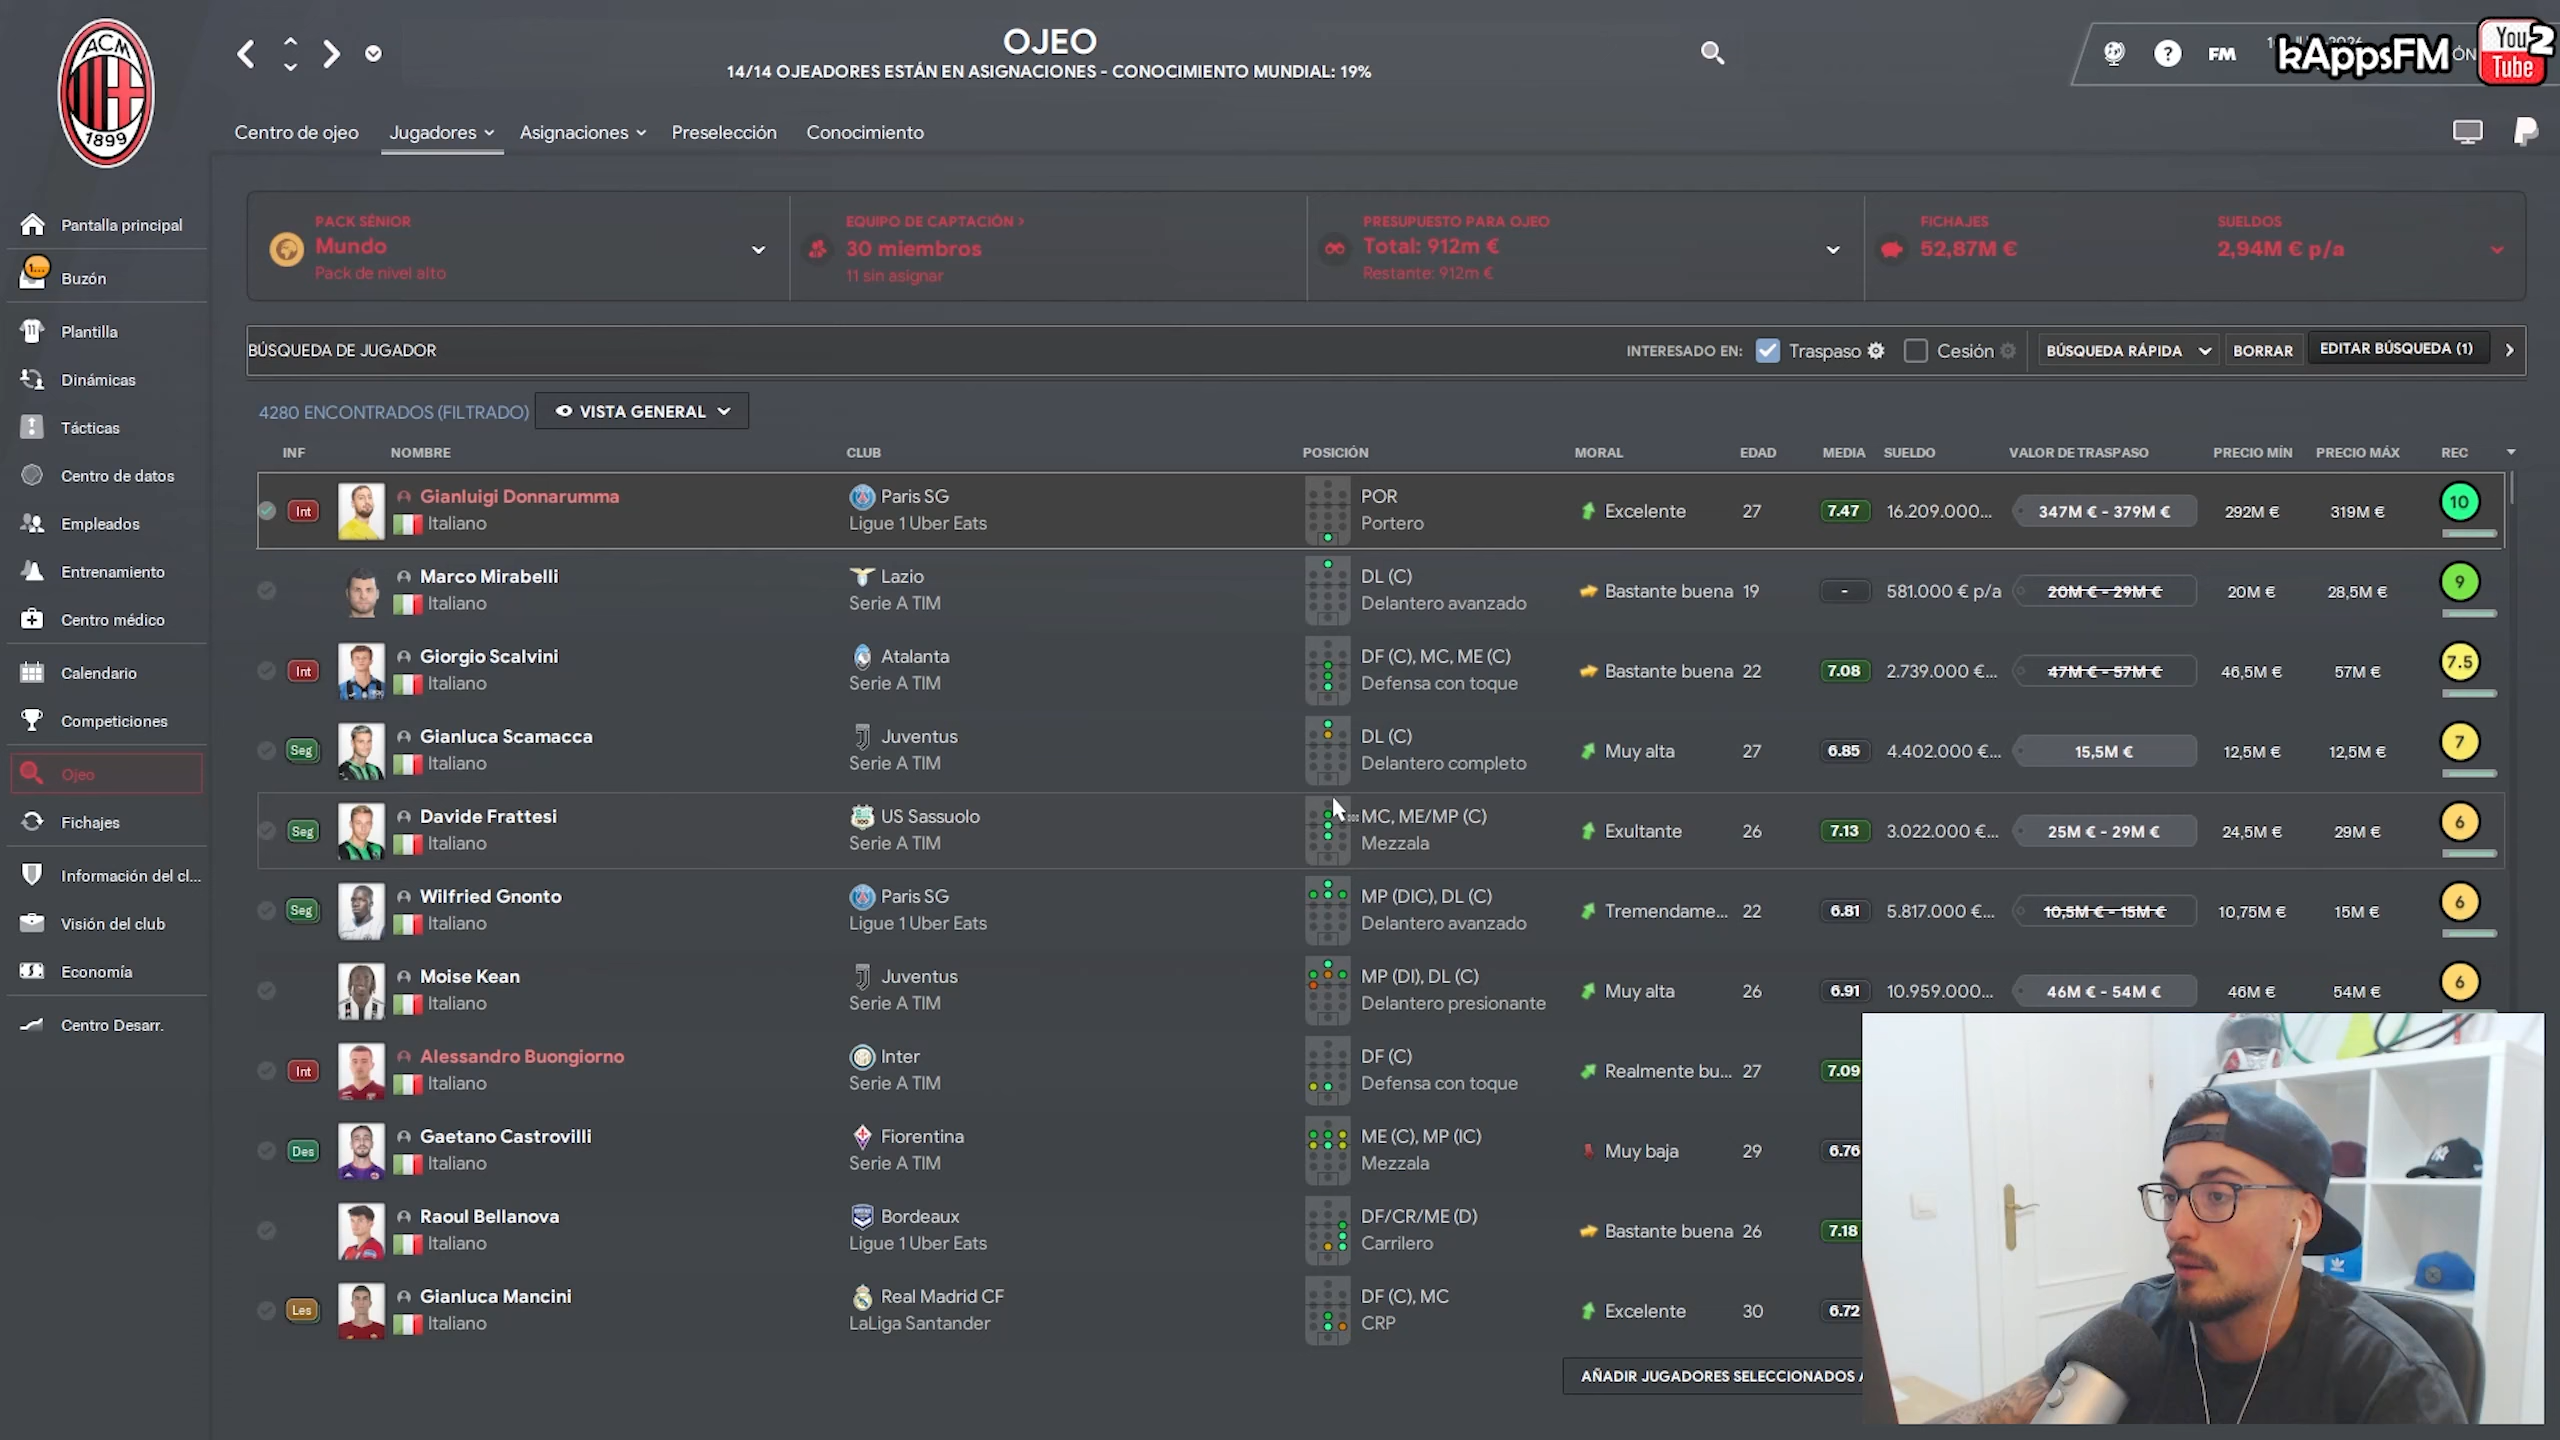 ACM
1899
OJEO
14/14 OJEADORES ESTÁN EN ASIGNACIONES - CONOCIMIENTO MUNDIAL: 19%
FM
kAppsFM
You 2
Tube
Centro de ojeo
Jugadores
Asignaciones
Preselección
Conocimiento
Pantalla principal
Buzón
Plantilla
Dinámicas
Tácticas
Centro de datos
Empleados
Entrenamiento
Centro médico
Calendario
Competiciones
Ojeo
Fichajes
Información del cl...
Visión del club
Economía
Centro Desarr.
PACK SÉNIOR
Mundo
Pack de nivel alto
EQUIPO DE CAPTACIÓN >
30 miembros
11 sin asignar
PRESUPUESTO PARA OJEO
Total: 912m €
Restante: 912m €
FICHAJES
52,87M €
SUELDOS
2,94M € p/a
BÚSQUEDA DE JUGADOR
INTERESADO EN:
Traspaso
Cesión
BÚSQUEDA RÁPIDA
BORRAR
EDITAR BÚSQUEDA (1)
4280 ENCONTRADOS (FILTRADO)
VISTA GENERAL
INF NOMBRE CLUB POSICIÓN MORAL EDAD MEDIA SUELDO VALOR DE TRASPASO PRECIO MÍN PRECIO MÁX REC
Int Gianluigi Donnarumma Paris SG POR Excelente 27 7.47 16.209.000... 347M € - 379M € 292M € 319M € 10
Italiano Ligue 1 Uber Eats Portero
Marco Mirabelli Lazio DL (C) Bastante buena 19 - 581.000 € p/a 20M € - 29M € 20M € 28,5M € 9
Italiano Serie A TIM Delantero avanzado
Int Giorgio Scalvini Atalanta DF (C), MC, ME (C) Bastante buena 22 7.08 2.739.000 €... 47M € - 57M € 46,5M € 57M € 7.5
Italiano Serie A TIM Defensa con toque
Seg Gianluca Scamacca Juventus DL (C) Muy alta 27 6.85 4.402.000 €... 15,5M € 12,5M € 12,5M € 7
Italiano Serie A TIM Delantero completo
Seg Davide Frattesi US Sassuolo MC, ME/MP (C) Exultante 26 7.13 3.022.000 €... 25M € - 29M € 24,5M € 29M € 6
Italiano Serie A TIM Mezzala
Seg Wilfried Gnonto Paris SG MP (DIC), DL (C) Tremendame... 22 6.81 5.817.000 €... 10,5M € - 15M € 10,75M € 15M € 6
Italiano Ligue 1 Uber Eats Delantero avanzado
Moise Kean Juventus MP (DI), DL (C) Muy alta 26 6.91 10.959.000... 46M € - 54M € 46M € 54M € 6
Italiano Serie A TIM Delantero presionante
Int Alessandro Buongiorno Inter DF (C) Realmente bu... 27 7.09
Italiano Serie A TIM Defensa con toque
Des Gaetano Castrovilli Fiorentina ME (C), MP (IC) Muy baja 29 6.76
Italiano Serie A TIM Mezzala
Raoul Bellanova Bordeaux DF/CR/ME (D) Bastante buena 26 7.18
Italiano Ligue 1 Uber Eats Carrilero
Les Gianluca Mancini Real Madrid CF DF (C), MC Excelente 30 6.72
Italiano LaLiga Santander CRP
AÑADIR JUGADORES SELECCIONADOS A